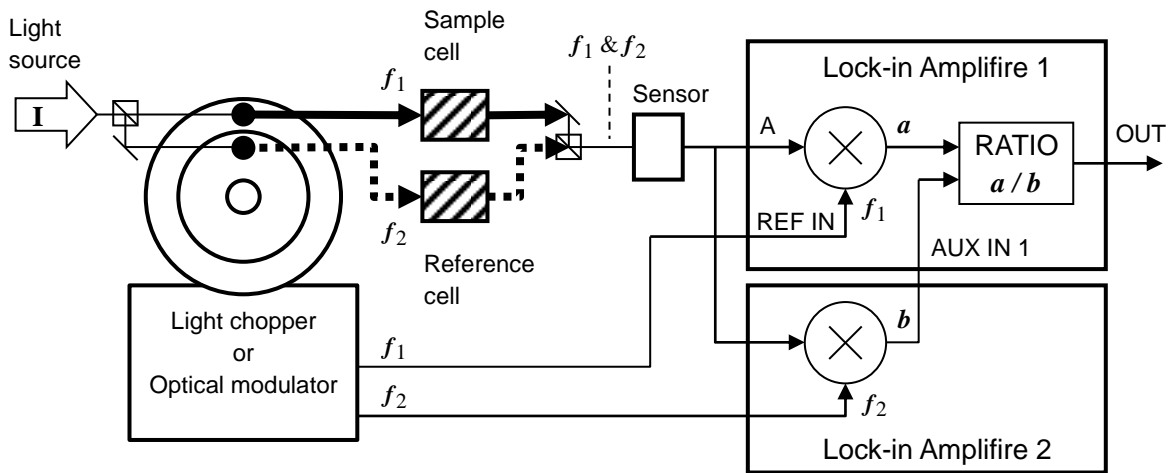 Light
source
I
Sample
cell
f1
f1 & f2
Sensor
Lock-in Amplifire 1
A
a
RATIO
a / b
OUT
f1
REF IN
AUX IN 1
f2
Reference
cell
Light chopper
or
Optical modulator
f1
f2
b
f2
Lock-in Amplifire 2